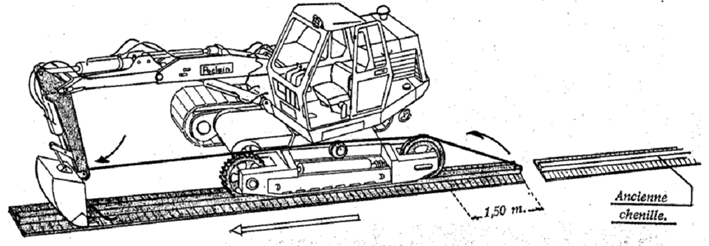 Poclain
D
D
1,50 m.
Ancienne
chenille.